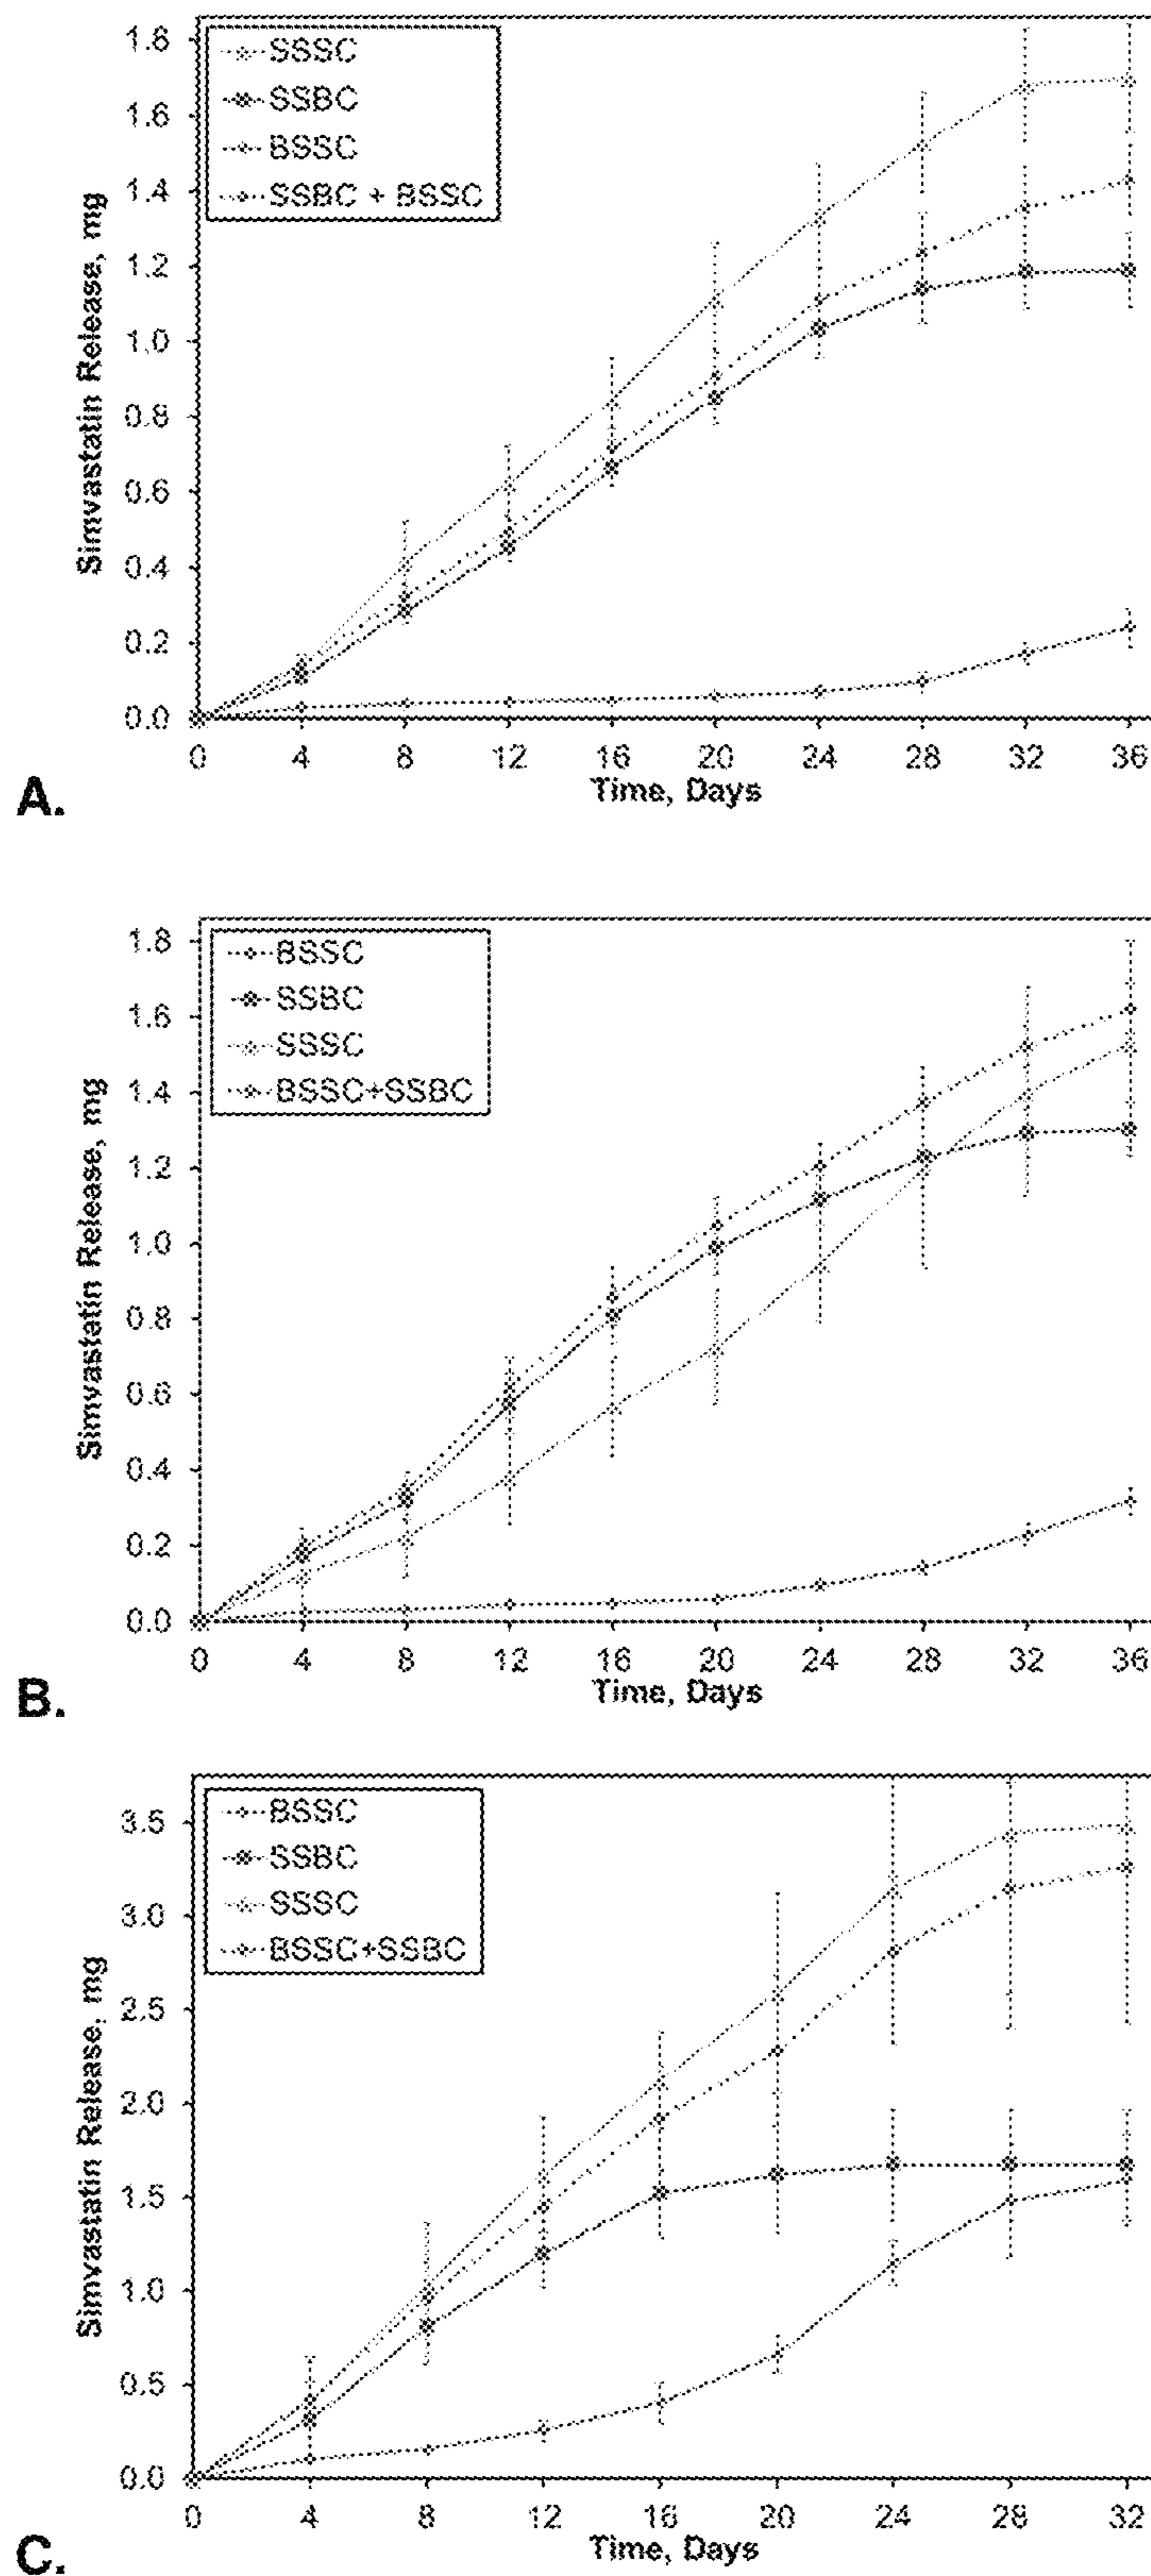 SSSC
SSBC
BSSC
SSBC + BSSC
Simvastatin Release, mg
1.8
1.6
1.4
1.2
1.0
0.8
0.6
0.4
0.2
0.0
0 4 8 12 16 20 24 28 32 36
Time, Days
A.
BSSC
SSBC
SSSC
BSSC+SSBC
Simvastatin Release, mg
1.8
1.6
1.4
1.2
1.0
0.8
0.6
0.4
0.2
0.0
0 4 8 12 16 20 24 28 32 36
Time, Days
B.
BSSC
SSBC
SSSC
BSSC+SSBC
Simvastatin Release, mg
3.5
3.0
2.5
2.0
1.5
1.0
0.5
0.0
0 4 8 12 16 20 24 28 32
Time, Days
C.